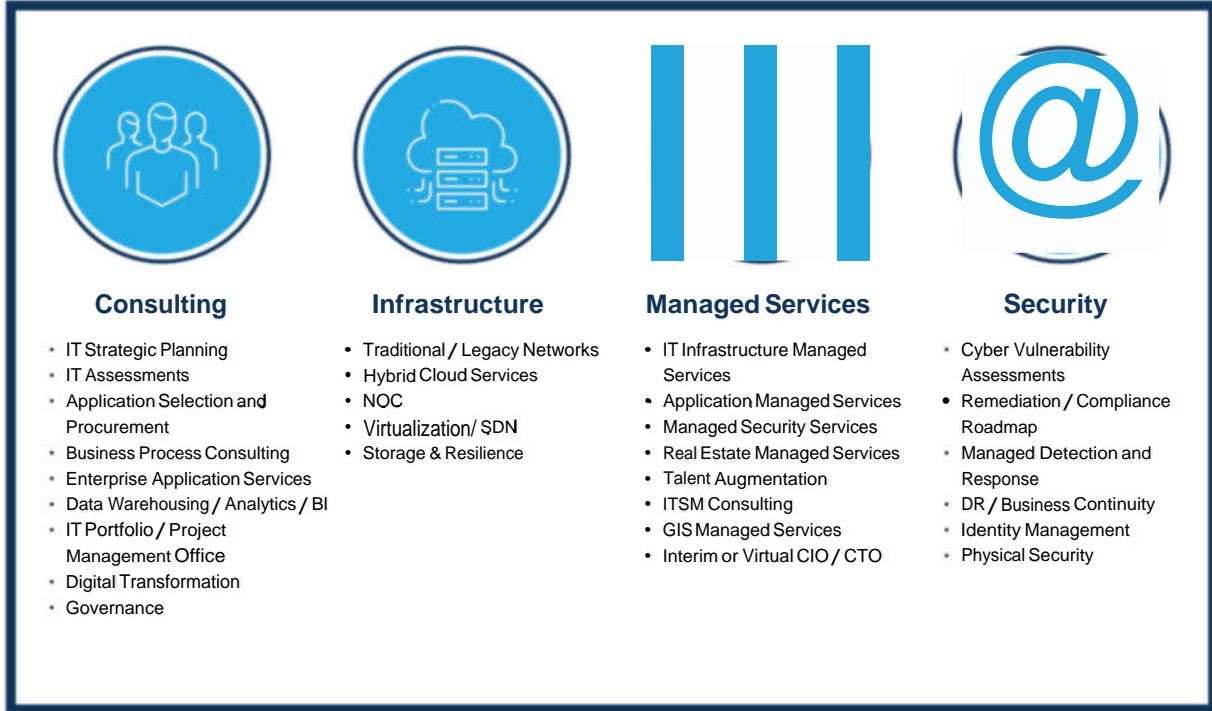 @
Consulting
• IT Strategic Planning
• IT Assessments
• Application Selection and
Procurement
• Business Process Consulting
• Enterprise Application Services
• Data Warehousing / Analytics / BI
• IT Portfolio / Project
Management Office
• Digital Transformation
• Governance
Infrastructure
• Traditional / Legacy Networks
• Hybrid Cloud Services
• NOC
• Virtualization/ SDN
• Storage & Resilience
Managed Services
• IT Infrastructure Managed
Services
• Application Managed Services
• Managed Security Services
• Real Estate Managed Services
• Talent Augmentation
• ITSM Consulting
• GIS Managed Services
• Interim or Virtual CIO / CTO
Security
• Cyber Vulnerability
Assessments
• Remediation / Compliance
Roadmap
• Managed Detection and
Response
• DR / Business Continuity
• Identity Management
• Physical Security